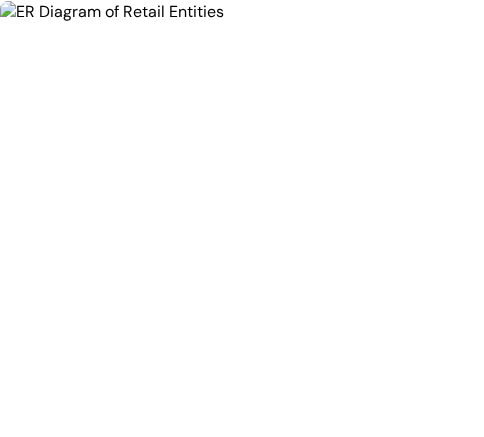 ER Diagram of Retail Entities